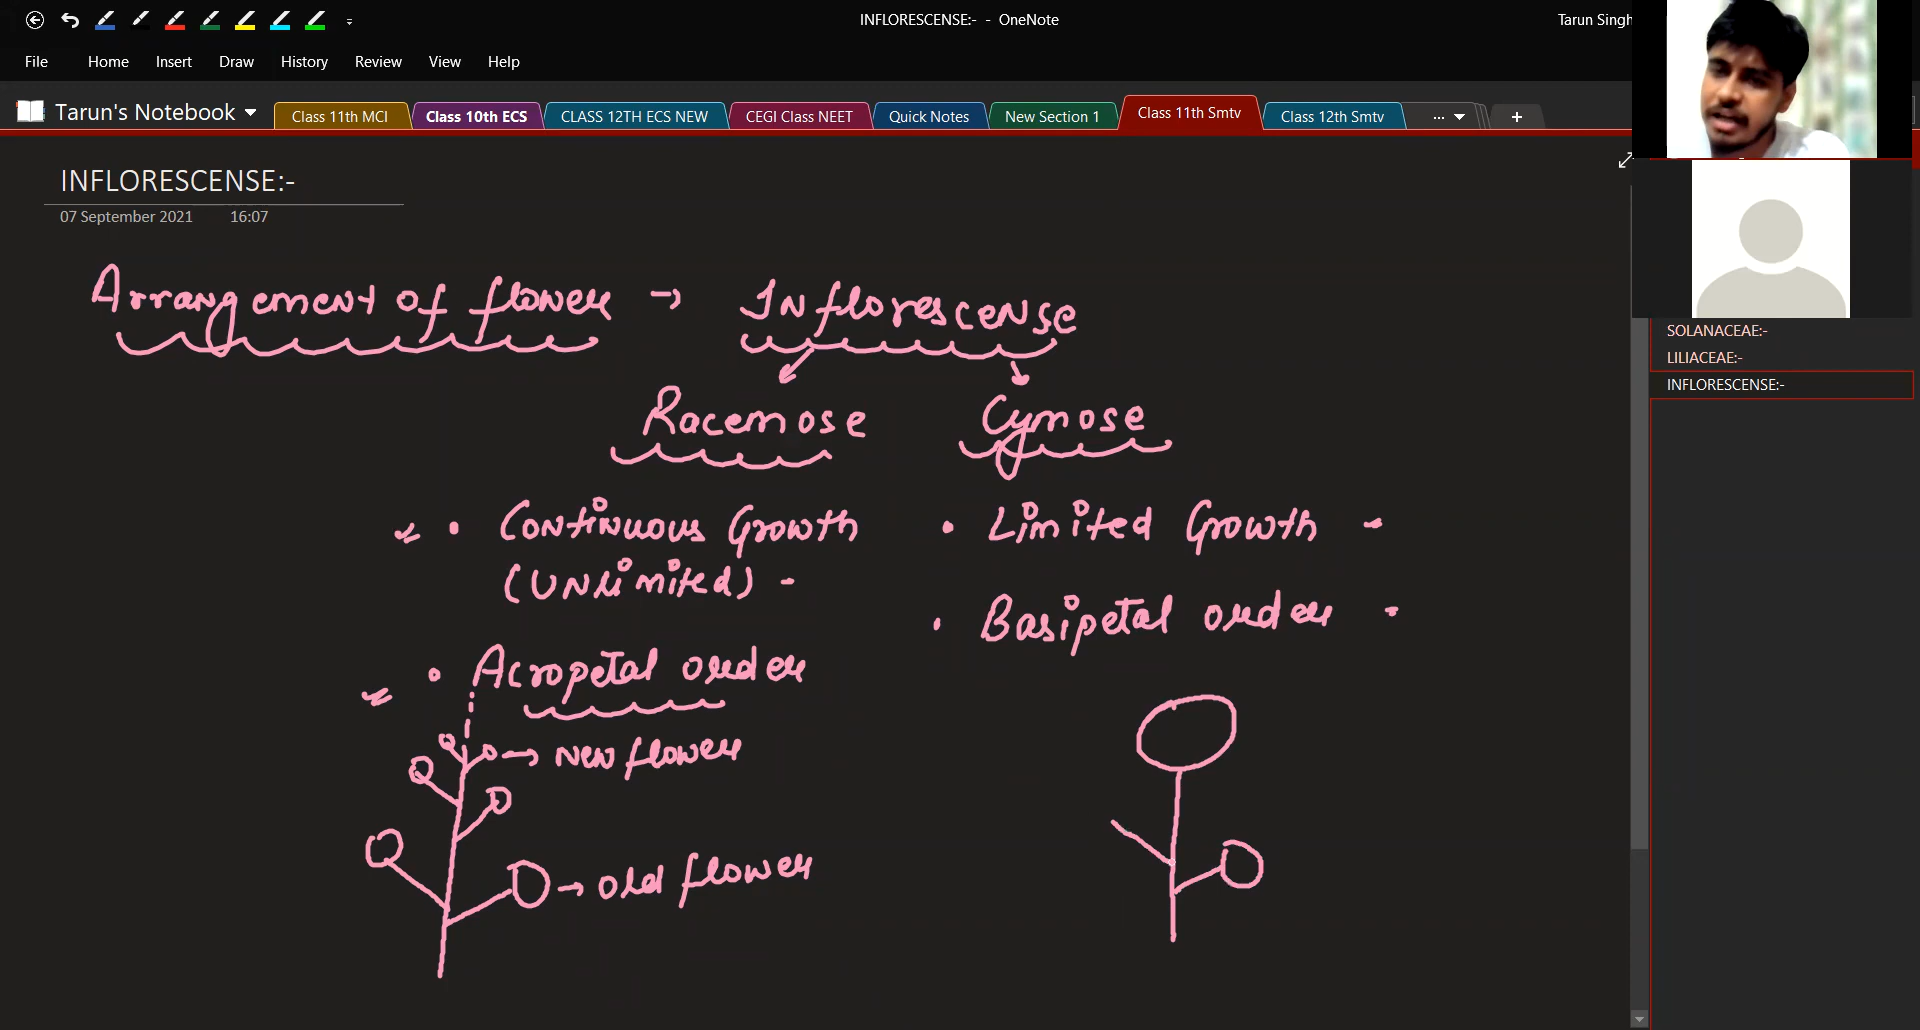 INFLORESCENSE:- - OneNote
Tarun Singh
File Home Insert Draw History Review View Help
Tarun's Notebook
Class 11th MCI
Class 10th ECS
CLASS 12TH ECS NEW
CEGI Class NEET
Quick Notes
New Section 1
Class 11th Smtv
Class 12th Smtv
...
+
INFLORESCENSE:-
07 September 2021 16:07
Arrangement of flower → Inflorescense
Racemose Cymose
• Continuous Growth
(Unlimited) -
• Limited Growth -
• Basipetal order -
• Acropetal order
→ New flower
→ old flower
SOLANACEAE:-
LILIACEAE:-
INFLORESCENSE:-